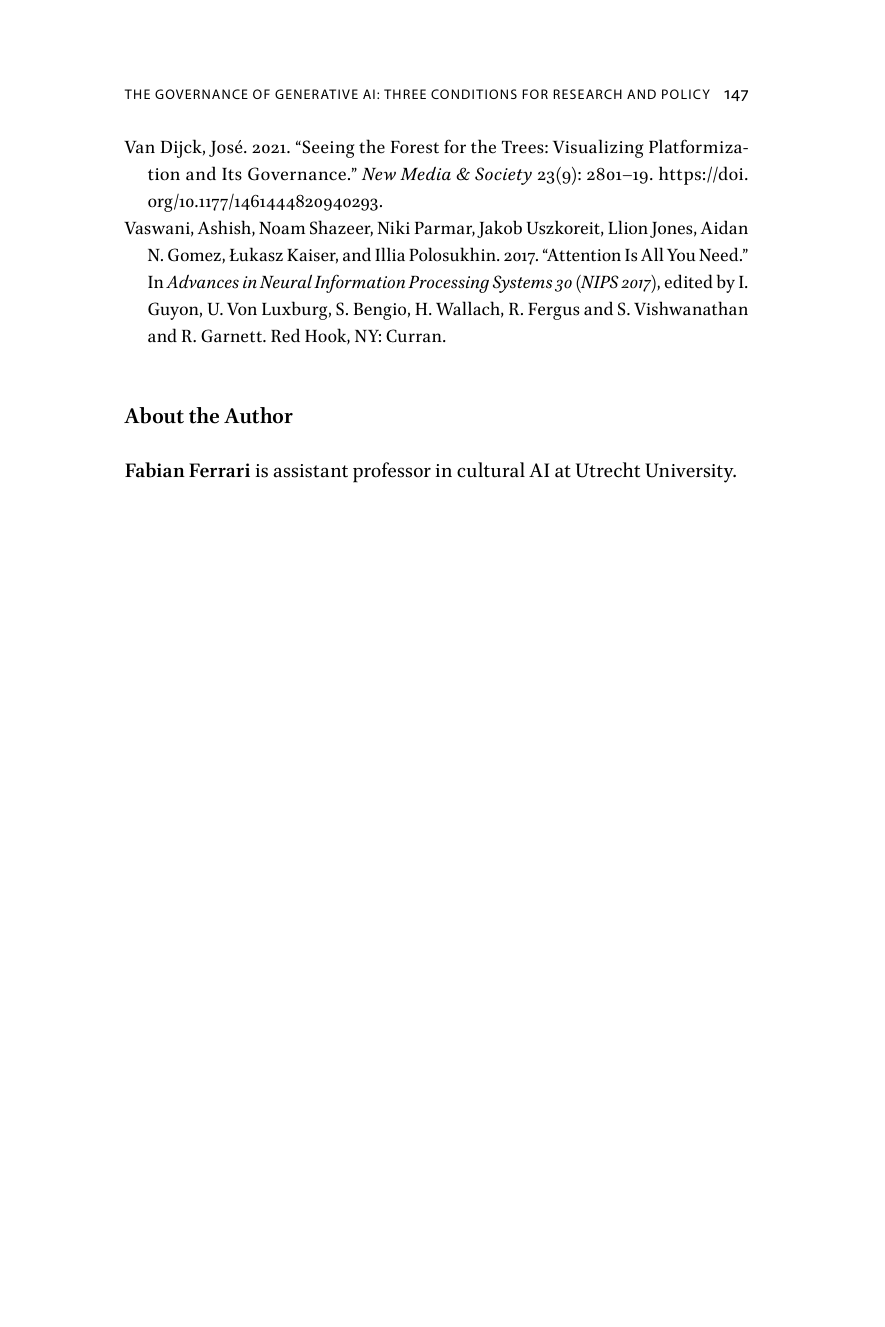 THE GOVERNANCE OF GENERATIVE AI: THREE CONDITIONS FOR RESEARCH AND POLICY 147
Van Dijck, José. 2021. “Seeing the Forest for the Trees: Visualizing Platformiza-
tion and Its Governance.” New Media & Society 23(9): 2801–19. https://doi.
org/10.1177/1461444820940293.
Vaswani, Ashish, Noam Shazeer, Niki Parmar, Jakob Uszkoreit, Llion Jones, Aidan
N. Gomez, Łukasz Kaiser, and Illia Polosukhin. 2017. “Attention Is All You Need.”
In Advances in Neural Information Processing Systems 30 (NIPS 2017), edited by I.
Guyon, U. Von Luxburg, S. Bengio, H. Wallach, R. Fergus and S. Vishwanathan
and R. Garnett. Red Hook, NY: Curran.
About the Author
Fabian Ferrari is assistant professor in cultural AI at Utrecht University.